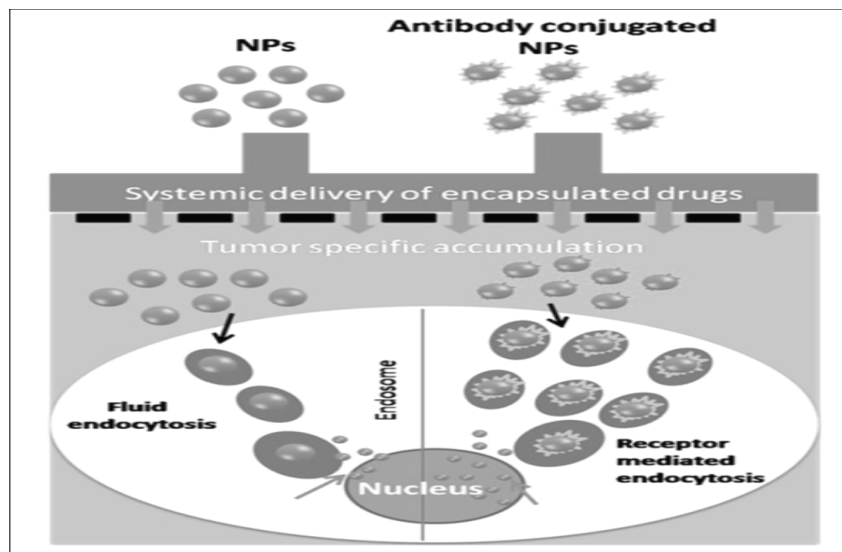 NPs
Antibody conjugated
NPs
Systemic delivery of encapsulated drugs
Tumor specific accumulation
Fluid
endocytosis
Endosome
Receptor
mediated
endocytosis
Nucleus